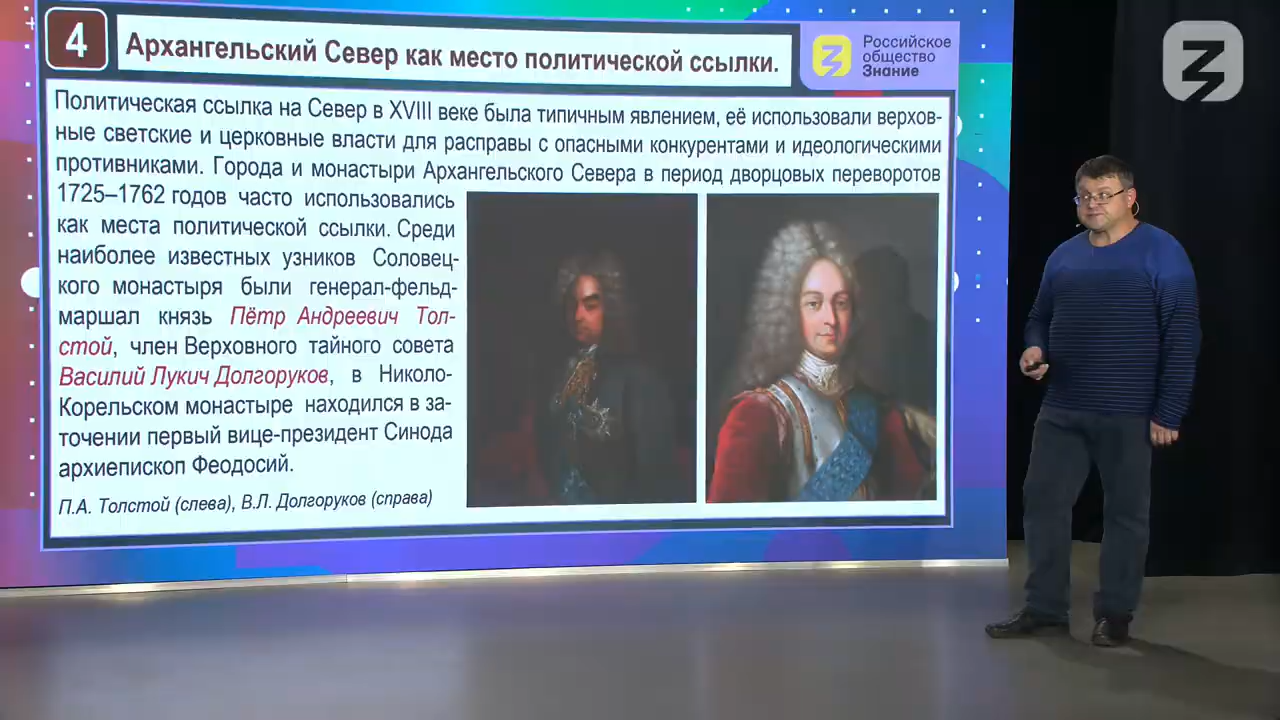 4
Архангельский Север как место политической ссылки.
Российское
общество
Знание
Политическая ссылка на Север в XVIII веке была типичным явлением, её использовали верхов-
ные светские и церковные власти для расправы с опасными конкурентами и идеологическими
противниками. Города и монастыри Архангельского Севера в период дворцовых переворотов
1725–1762 годов часто использовались
как места политической ссылки. Среди
наиболее известных узников Соловец-
кого монастыря были генерал-фельд-
маршал князь Пётр Андреевич Тол-
стой, член Верховного тайного совета
Василий Лукич Долгоруков, в Николо-
Корельском монастыре находился в за-
точении первый вице-президент Синода
архиепископ Феодосий.
П.А. Толстой (слева), В.Л. Долгоруков (справа)